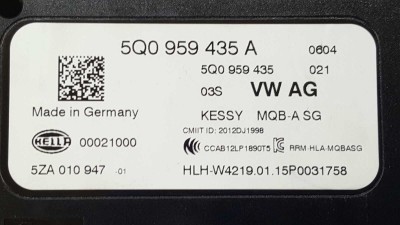 5Q0 959 435 A 0604
5Q0 959 435 021
03S VW AG
Made in Germany KESSY MQB-A SG
CMIIT ID: 2012DJ1998
HELLA 00021000 CCAB12LP1890T5 RRM-HLA-MQBASG
5ZA 010 947 -01 HLH-W4219.01.15P0031758